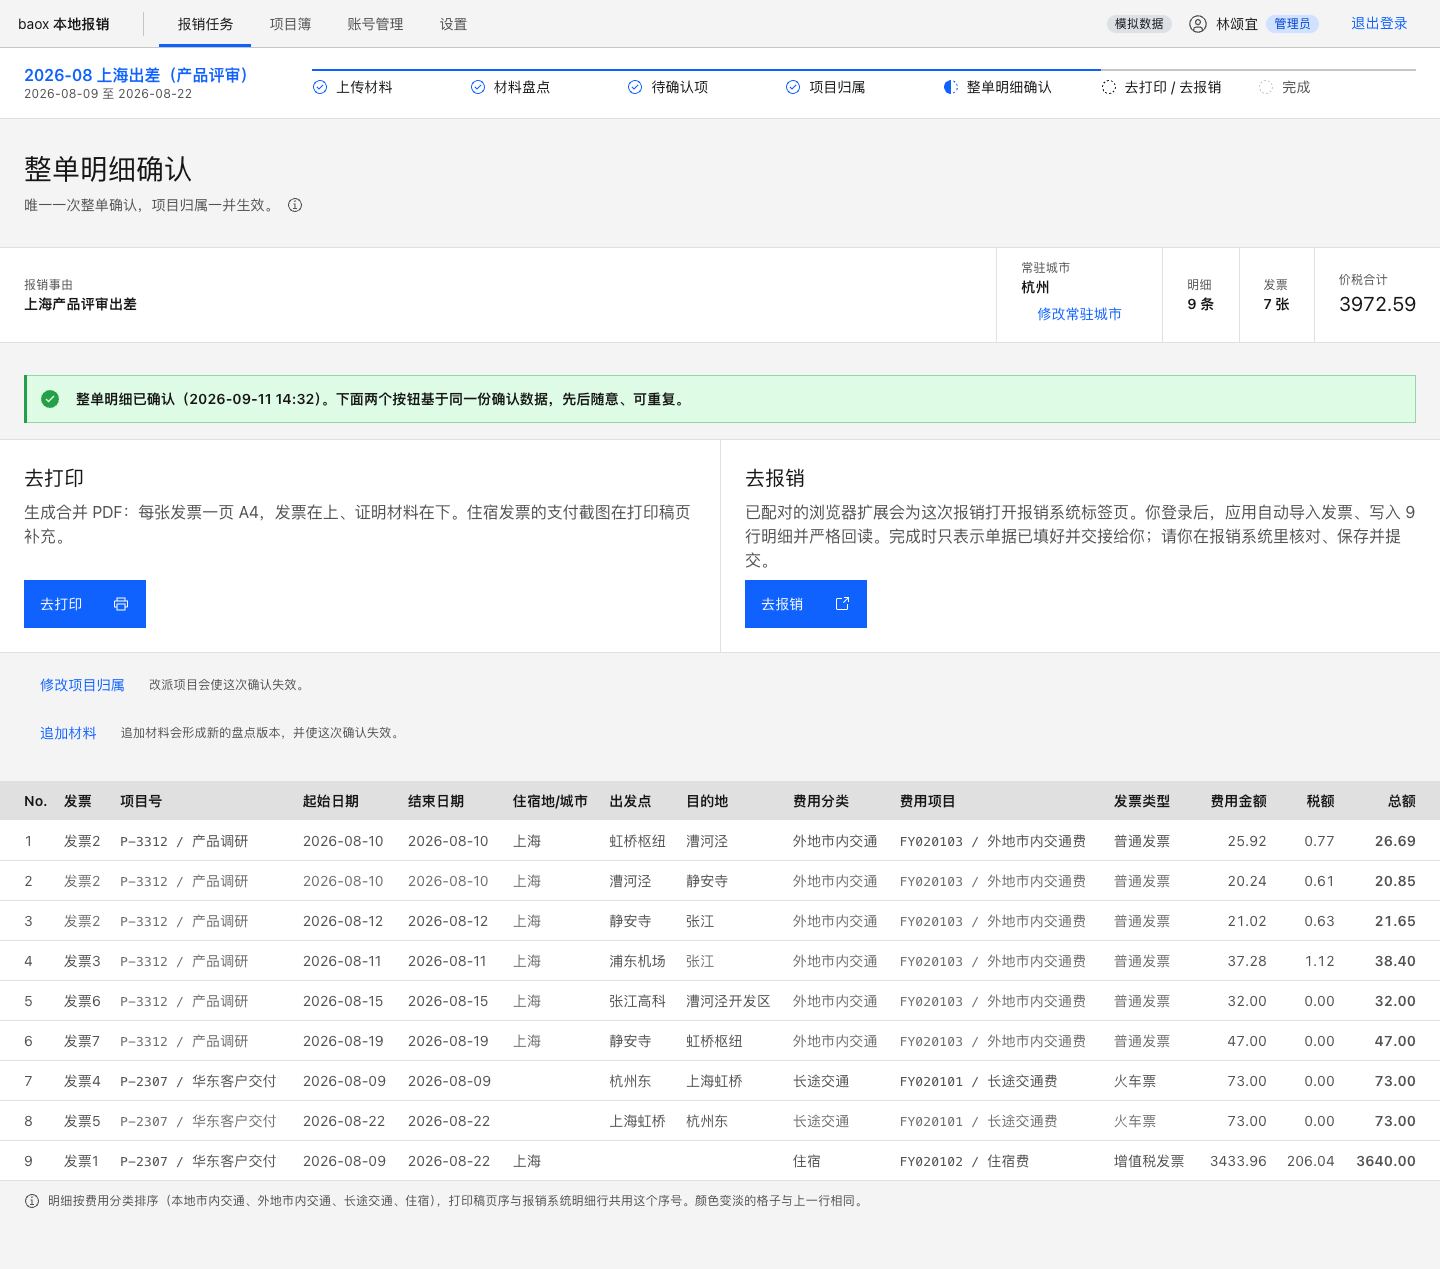 baox 本地报销 报销任务 项目簿 账号管理 设置 模拟数据 林颂宜 管理员 退出登录
2026-08 上海出差（产品评审）
2026-08-09 至 2026-08-22
上传材料 材料盘点 待确认项 项目归属 整单明细确认 去打印 / 去报销 完成
整单明细确认
唯一一次整单确认，项目归属一并生效。
报销事由
上海产品评审出差
常驻城市
杭州
修改常驻城市
明细
9 条
发票
7 张
价税合计
3972.59
整单明细已确认（2026-09-11 14:32）。下面两个按钮基于同一份确认数据，先后随意、可重复。
去打印
生成合并 PDF：每张发票一页 A4，发票在上、证明材料在下。住宿发票的支付截图在打印稿页
补充。
去打印
去报销
已配对的浏览器扩展会为这次报销打开报销系统标签页。你登录后，应用自动导入发票、写入 9
行明细并严格回读。完成时只表示单据已填好并交接给你；请你在报销系统里核对、保存并提
交。
去报销
修改项目归属 改派项目会使这次确认失效。
追加材料 追加材料会形成新的盘点版本，并使这次确认失效。
No. 发票 项目号 起始日期 结束日期 住宿地/城市 出发点 目的地 费用分类 费用项目 发票类型 费用金额 税额 总额
1 发票2 P-3312 / 产品调研 2026-08-10 2026-08-10 上海 虹桥枢纽 漕河泾 外地市内交通 FY020103 / 外地市内交通费 普通发票 25.92 0.77 26.69
2 发票2 P-3312 / 产品调研 2026-08-10 2026-08-10 上海 漕河泾 静安寺 外地市内交通 FY020103 / 外地市内交通费 普通发票 20.24 0.61 20.85
3 发票2 P-3312 / 产品调研 2026-08-12 2026-08-12 上海 静安寺 张江 外地市内交通 FY020103 / 外地市内交通费 普通发票 21.02 0.63 21.65
4 发票3 P-3312 / 产品调研 2026-08-11 2026-08-11 上海 浦东机场 张江 外地市内交通 FY020103 / 外地市内交通费 普通发票 37.28 1.12 38.40
5 发票6 P-3312 / 产品调研 2026-08-15 2026-08-15 上海 张江高科 漕河泾开发区 外地市内交通 FY020103 / 外地市内交通费 普通发票 32.00 0.00 32.00
6 发票7 P-3312 / 产品调研 2026-08-19 2026-08-19 上海 静安寺 虹桥枢纽 外地市内交通 FY020103 / 外地市内交通费 普通发票 47.00 0.00 47.00
7 发票4 P-2307 / 华东客户交付 2026-08-09 2026-08-09 杭州东 上海虹桥 长途交通 FY020101 / 长途交通费 火车票 73.00 0.00 73.00
8 发票5 P-2307 / 华东客户交付 2026-08-22 2026-08-22 上海虹桥 杭州东 长途交通 FY020101 / 长途交通费 火车票 73.00 0.00 73.00
9 发票1 P-2307 / 华东客户交付 2026-08-09 2026-08-22 上海 住宿 FY020102 / 住宿费 增值税发票 3433.96 206.04 3640.00
明细按费用分类排序（本地市内交通、外地市内交通、长途交通、住宿），打印稿页序与报销系统明细行共用这个序号。颜色变淡的格子与上一行相同。